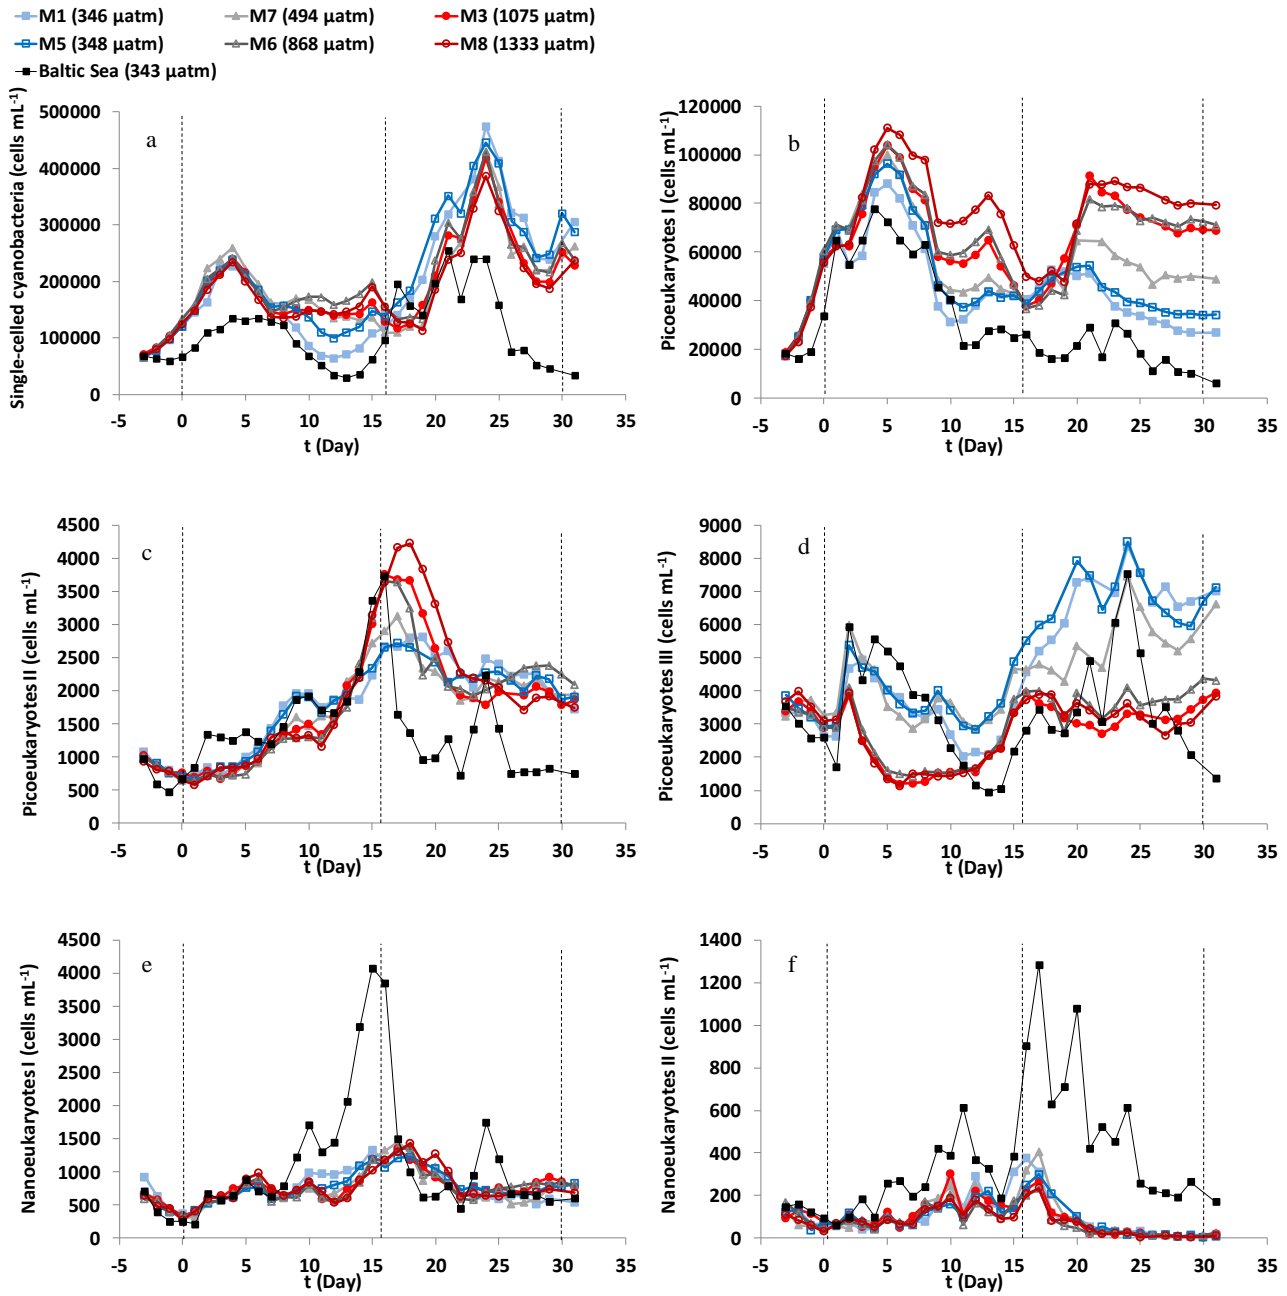 M1 (346 µatm) M7 (494 µatm) M3 (1075 µatm)
M5 (348 µatm) M6 (868 µatm) M8 (1333 µatm)
Baltic Sea (343 µatm)
Single-celled cyanobacteria (cells mL-1)
500000
400000
300000
200000
100000
0
a
-5 0 5 10 15 20 25 30 35
t (Day)
Picoeukaryotes I (cells mL-1)
120000
100000
80000
60000
40000
20000
0
b
-5 0 5 10 15 20 25 30 35
t (Day)
Picoeukaryotes II (cells mL-1)
4500
4000
3500
3000
2500
2000
1500
1000
500
0
c
-5 0 5 10 15 20 25 30 35
t (Day)
Picoeukaryotes III (cells mL-1)
9000
8000
7000
6000
5000
4000
3000
2000
1000
0
d
-5 0 5 10 15 20 25 30 35
t (Day)
Nanoeukaryotes I (cells mL-1)
4500
4000
3500
3000
2500
2000
1500
1000
500
0
e
-5 0 5 10 15 20 25 30 35
t (Day)
Nanoeukaryotes II (cells mL-1)
1400
1200
1000
800
600
400
200
0
f
-5 0 5 10 15 20 25 30 35
t (Day)